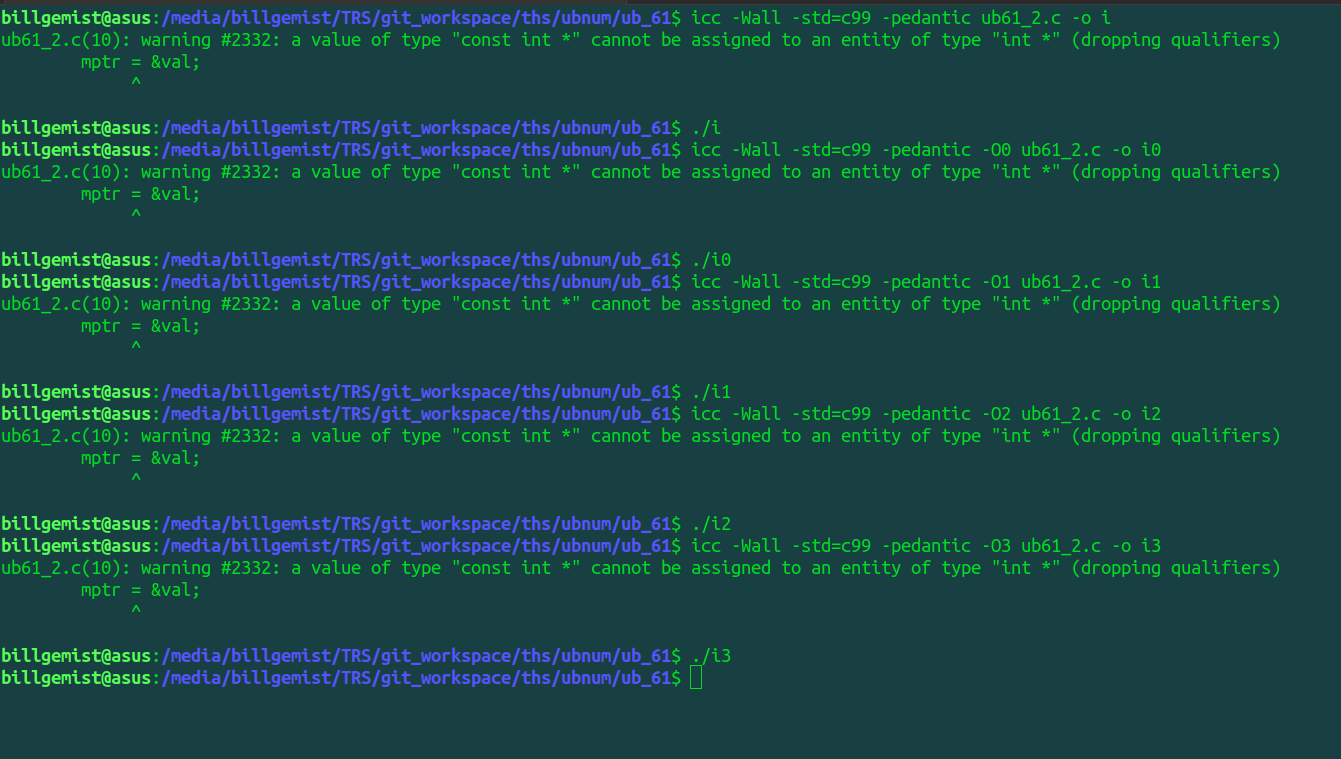 billgemist@asus:/media/billgemist/TRS/git_workspace/ths/ubnum/ub_61$ icc -Wall -std=c99 -pedantic ub61_2.c -o i
ub61_2.c(10): warning #2332: a value of type "const int *" cannot be assigned to an entity of type "int *" (dropping qualifiers)
        mptr = &val;
             ^
billgemist@asus:/media/billgemist/TRS/git_workspace/ths/ubnum/ub_61$ ./i
billgemist@asus:/media/billgemist/TRS/git_workspace/ths/ubnum/ub_61$ icc -Wall -std=c99 -pedantic -O0 ub61_2.c -o i0
ub61_2.c(10): warning #2332: a value of type "const int *" cannot be assigned to an entity of type "int *" (dropping qualifiers)
        mptr = &val;
             ^
billgemist@asus:/media/billgemist/TRS/git_workspace/ths/ubnum/ub_61$ ./i0
billgemist@asus:/media/billgemist/TRS/git_workspace/ths/ubnum/ub_61$ icc -Wall -std=c99 -pedantic -O1 ub61_2.c -o i1
ub61_2.c(10): warning #2332: a value of type "const int *" cannot be assigned to an entity of type "int *" (dropping qualifiers)
        mptr = &val;
             ^
billgemist@asus:/media/billgemist/TRS/git_workspace/ths/ubnum/ub_61$ ./i1
billgemist@asus:/media/billgemist/TRS/git_workspace/ths/ubnum/ub_61$ icc -Wall -std=c99 -pedantic -O2 ub61_2.c -o i2
ub61_2.c(10): warning #2332: a value of type "const int *" cannot be assigned to an entity of type "int *" (dropping qualifiers)
        mptr = &val;
             ^
billgemist@asus:/media/billgemist/TRS/git_workspace/ths/ubnum/ub_61$ ./i2
billgemist@asus:/media/billgemist/TRS/git_workspace/ths/ubnum/ub_61$ icc -Wall -std=c99 -pedantic -O3 ub61_2.c -o i3
ub61_2.c(10): warning #2332: a value of type "const int *" cannot be assigned to an entity of type "int *" (dropping qualifiers)
        mptr = &val;
             ^
billgemist@asus:/media/billgemist/TRS/git_workspace/ths/ubnum/ub_61$ ./i3
billgemist@asus:/media/billgemist/TRS/git_workspace/ths/ubnum/ub_61$